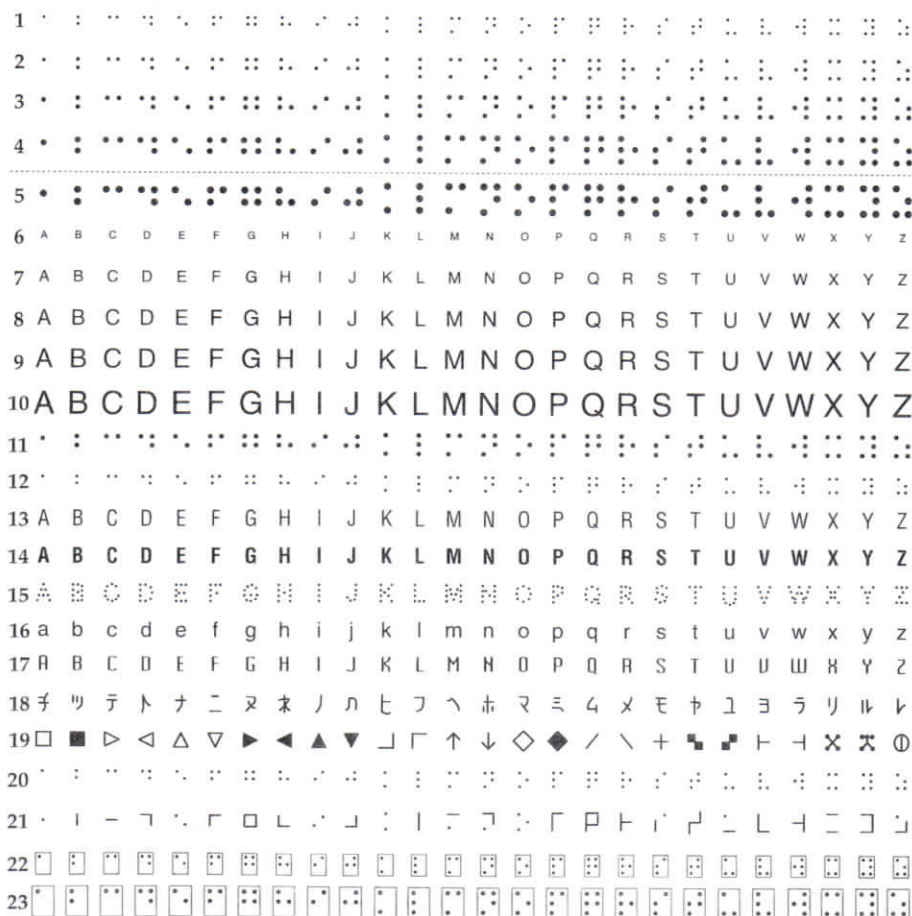 1 ⠁ ⠃ ⠉ ⠙ ⠑ ⠋ ⠛ ⠓ ⠊ ⠚ ⠅ ⠇ ⠍ ⠝ ⠕ ⠏ ⠟ ⠗ ⠎ ⠞ ⠥ ⠧ ⠺ ⠭ ⠽ ⠵
2 ⠁ ⠃ ⠉ ⠙ ⠑ ⠋ ⠛ ⠓ ⠊ ⠚ ⠅ ⠇ ⠍ ⠝ ⠕ ⠏ ⠟ ⠗ ⠎ ⠞ ⠥ ⠧ ⠺ ⠭ ⠽ ⠵
3 ⠁ ⠃ ⠉ ⠙ ⠑ ⠋ ⠛ ⠓ ⠊ ⠚ ⠅ ⠇ ⠍ ⠝ ⠕ ⠏ ⠟ ⠗ ⠎ ⠞ ⠥ ⠧ ⠺ ⠭ ⠽ ⠵
4 ⠁ ⠃ ⠉ ⠙ ⠑ ⠋ ⠛ ⠓ ⠊ ⠚ ⠅ ⠇ ⠍ ⠝ ⠕ ⠏ ⠟ ⠗ ⠎ ⠞ ⠥ ⠧ ⠺ ⠭ ⠽ ⠵
5 ⠁ ⠃ ⠉ ⠙ ⠑ ⠋ ⠛ ⠓ ⠊ ⠚ ⠅ ⠇ ⠍ ⠝ ⠕ ⠏ ⠟ ⠗ ⠎ ⠞ ⠥ ⠧ ⠺ ⠭ ⠽ ⠵
6 A B C D E F G H I J K L M N O P Q R S T U V W X Y Z
7 A B C D E F G H I J K L M N O P Q R S T U V W X Y Z
8 A B C D E F G H I J K L M N O P Q R S T U V W X Y Z
9 A B C D E F G H I J K L M N O P Q R S T U V W X Y Z
10 A B C D E F G H I J K L M N O P Q R S T U V W X Y Z
11 ⠁ ⠃ ⠉ ⠙ ⠑ ⠋ ⠛ ⠓ ⠊ ⠚ ⠅ ⠇ ⠍ ⠝ ⠕ ⠏ ⠟ ⠗ ⠎ ⠞ ⠥ ⠧ ⠺ ⠭ ⠽ ⠵
12 ⠁ ⠃ ⠉ ⠙ ⠑ ⠋ ⠛ ⠓ ⠊ ⠚ ⠅ ⠇ ⠍ ⠝ ⠕ ⠏ ⠟ ⠗ ⠎ ⠞ ⠥ ⠧ ⠺ ⠭ ⠽ ⠵
13 A B C D E F G H I J K L M N O P Q R S T U V W X Y Z
14 A B C D E F G H I J K L M N O P Q R S T U V W X Y Z
15 A B C D E F G H I J K L M N O P Q R S T U V W X Y Z
16 a b c d e f g h i j k l m n o p q r s t u v w x y z
17 A B C D E F G H I J K L M N O P Q R S T U V W X Y Z
18 チ ツ テ ト ナ ニ ヌ ネ ノ ハ ヒ フ ヘ ホ マ ミ ム メ モ ヤ ユ ヨ ラ リ ル レ
19
20 ⠁ ⠃ ⠉ ⠙ ⠑ ⠋ ⠛ ⠓ ⠊ ⠚ ⠅ ⠇ ⠍ ⠝ ⠕ ⠏ ⠟ ⠗ ⠎ ⠞ ⠥ ⠧ ⠺ ⠭ ⠽ ⠵
21
22 ⠁ ⠃ ⠉ ⠙ ⠑ ⠋ ⠛ ⠓ ⠊ ⠚ ⠅ ⠇ ⠍ ⠝ ⠕ ⠏ ⠟ ⠗ ⠎ ⠞ ⠥ ⠧ ⠺ ⠭ ⠽ ⠵
23 ⠁ ⠃ ⠉ ⠙ ⠑ ⠋ ⠛ ⠓ ⠊ ⠚ ⠅ ⠇ ⠍ ⠝ ⠕ ⠏ ⠟ ⠗ ⠎ ⠞ ⠥ ⠧ ⠺ ⠭ ⠽ ⠵